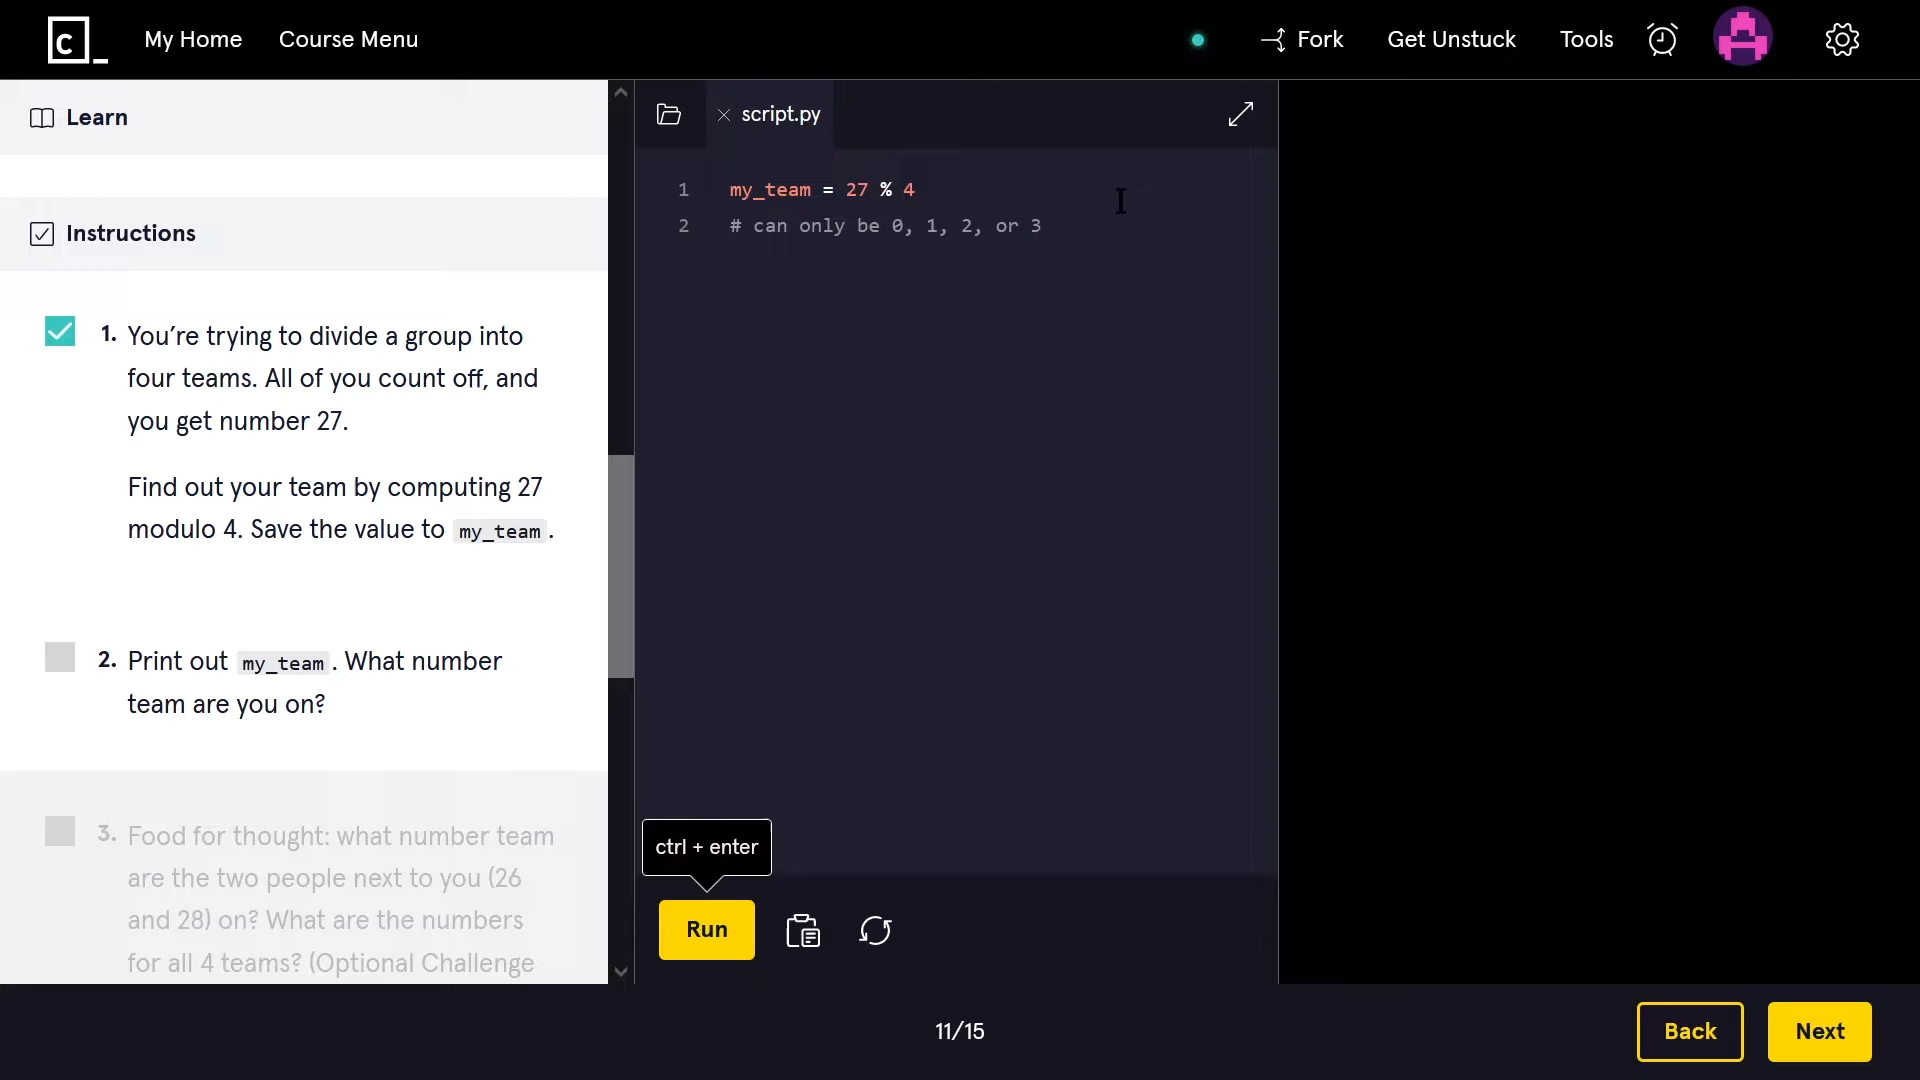 c_ My Home Course Menu Fork Get Unstuck Tools
Learn
Instructions
1. You’re trying to divide a group into
four teams. All of you count off, and
you get number 27.
Find out your team by computing 27
modulo 4. Save the value to my_team.
2. Print out my_team. What number
team are you on?
3. Food for thought: what number team
are the two people next to you (26
and 28) on? What are the numbers
for all 4 teams? (Optional Challenge
script.py
1 my_team = 27 % 4
2 # can only be 0, 1, 2, or 3
ctrl + enter
Run
11/15
Back Next